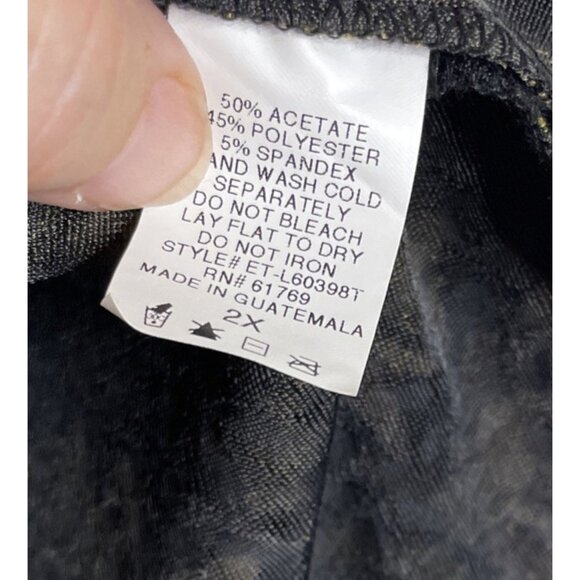 50% ACETATE
45% POLYESTER
5% SPANDEX
AND WASH COLD
SEPARATELY
DO NOT BLEACH
LAY FLAT TO DRY
DO NOT IRON
STYLE# ET-L60398T
RN# 61769
MADE IN GUATEMALA
2X